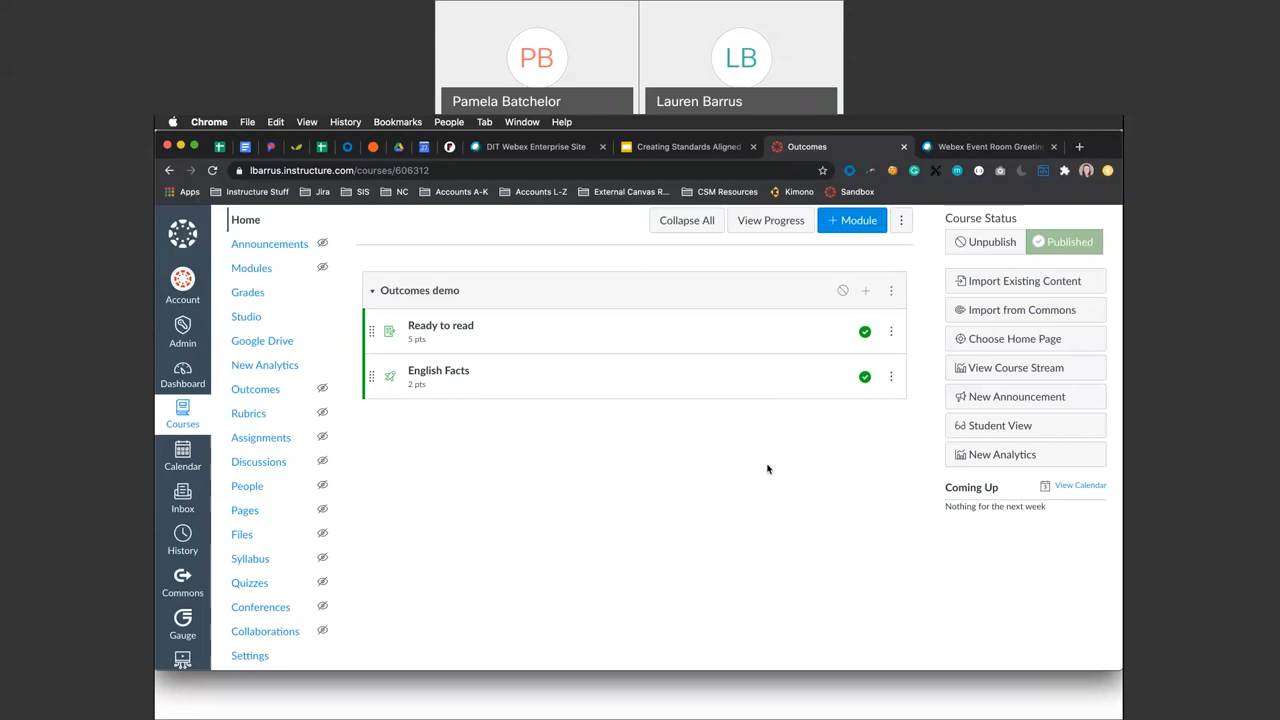 PB
LB
Pamela Batchelor
Lauren Barrus
Chrome File Edit View History Bookmarks People Tab Window Help
DIT Webex Enterprise Site
Creating Standards Aligned
Outcomes
Webex Event Room Greetin
lbarrus.instructure.com/courses/606312
Apps Instructure Stuff Jira SIS NC Accounts A-K Accounts L-Z External Canvas R... CSM Resources Kimono Sandbox
Account
Admin
Dashboard
Courses
Calendar
Inbox
History
Commons
Gauge
Home
Announcements
Modules
Grades
Studio
Google Drive
New Analytics
Outcomes
Rubrics
Assignments
Discussions
People
Pages
Files
Syllabus
Quizzes
Conferences
Collaborations
Settings
Collapse All
View Progress
+ Module
Outcomes demo
Ready to read
5 pts
English Facts
2 pts
Course Status
Unpublish
Published
Import Existing Content
Import from Commons
Choose Home Page
View Course Stream
New Announcement
Student View
New Analytics
Coming Up
View Calendar
Nothing for the next week